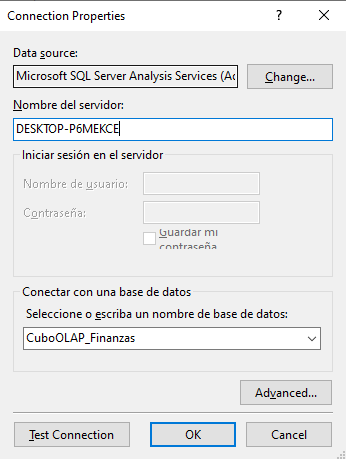 Connection Properties
Data source:
Microsoft SQL Server Analysis Services (Ad
Change...
Nombre del servidor:
DESKTOP-P6MEKCE
Iniciar sesión en el servidor
Nombre de usuario:
Contraseña:
Guardar mi
contraseña
Conectar con una base de datos
Seleccione o escriba un nombre de base de datos:
CuboOLAP_Finanzas
Advanced...
Test Connection
OK
Cancel